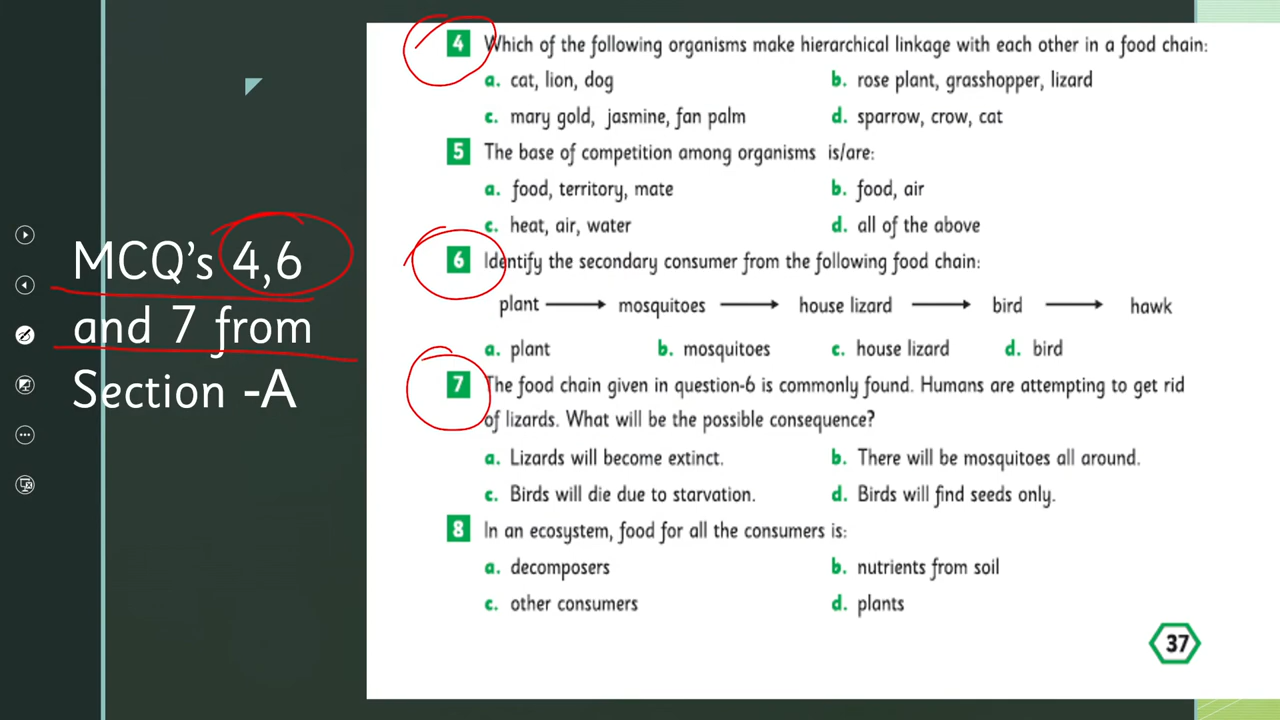 MCQ's 4,6
and 7 from
Section -A
4 Which of the following organisms make hierarchical linkage with each other in a food chain:
a. cat, lion, dog b. rose plant, grasshopper, lizard
c. mary gold, jasmine, fan palm d. sparrow, crow, cat
5 The base of competition among organisms is/are:
a. food, territory, mate b. food, air
c. heat, air, water d. all of the above
6 Identify the secondary consumer from the following food chain:
plant → mosquitoes → house lizard → bird → hawk
a. plant b. mosquitoes c. house lizard d. bird
7 The food chain given in question-6 is commonly found. Humans are attempting to get rid
of lizards. What will be the possible consequence?
a. Lizards will become extinct. b. There will be mosquitoes all around.
c. Birds will die due to starvation. d. Birds will find seeds only.
8 In an ecosystem, food for all the consumers is:
a. decomposers b. nutrients from soil
c. other consumers d. plants
37